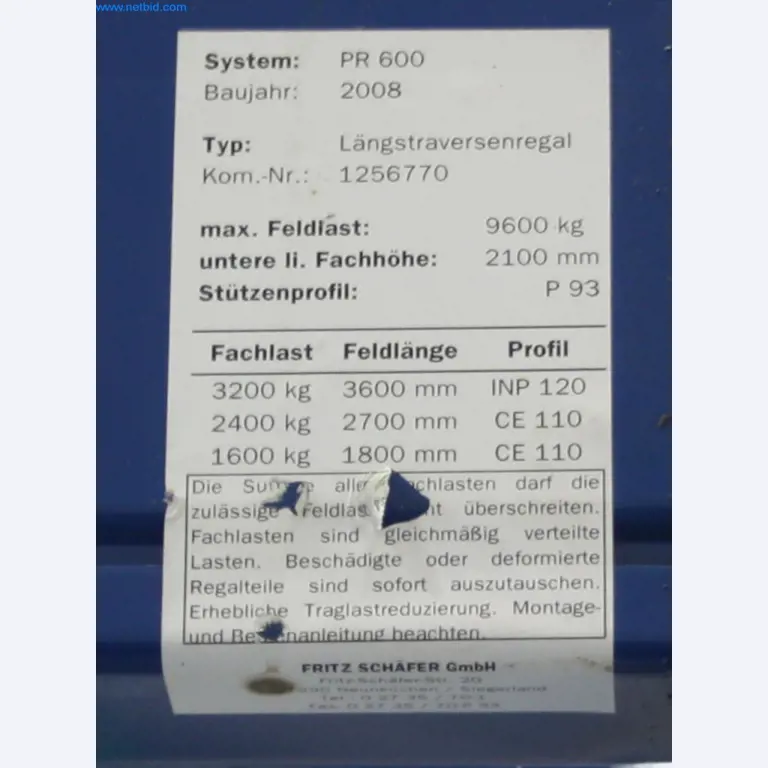 www.netbid.com
System: PR 600
Baujahr: 2008
Typ: Längstraversenregal
Kom.-Nr.: 1256770
max. Feldlast: 9600 kg
untere li. Fachhöhe: 2100 mm
Stützenprofil: P 93
Fachlast Feldlänge Profil
3200 kg 3600 mm INP 120
2400 kg 2700 mm CE 110
1600 kg 1800 mm CE 110
Die darf die
zulässige überschreiten.
Fachlasten sind gleichmäßig verteilte
Lasten. Beschädigte oder deformierte
Regalteile sind sofort auszutauschen.
Erhebliche Traglastreduzierung. Montage-
und beachten.
FRITZ SCHÄFER GmbH